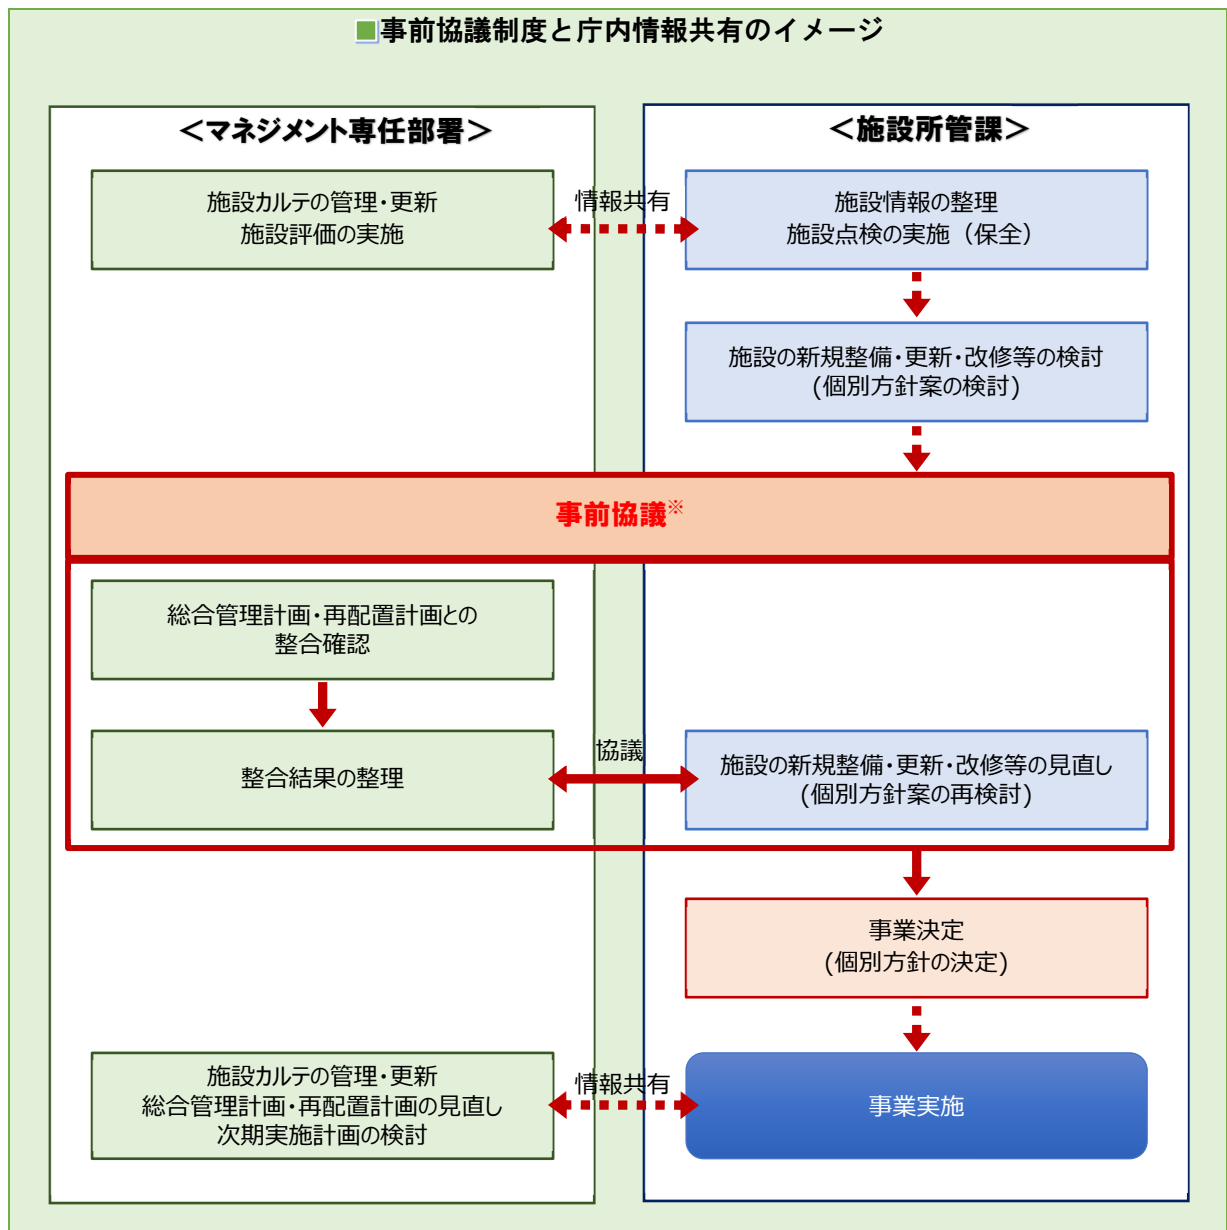 ■事前協議制度と庁内情報共有のイメージ
＜マネジメント専任部署＞
＜施設所管課＞
施設カルテの管理・更新
施設評価の実施
情報共有
施設情報の整理
施設点検の実施（保全）
施設の新規整備・更新・改修等の検討
(個別方針案の検討)
事前協議※
総合管理計画・再配置計画との
整合確認
整合結果の整理
協議
施設の新規整備・更新・改修等の見直し
(個別方針案の再検討)
事業決定
(個別方針の決定)
施設カルテの管理・更新
総合管理計画・再配置計画の見直し
次期実施計画の検討
情報共有
事業実施